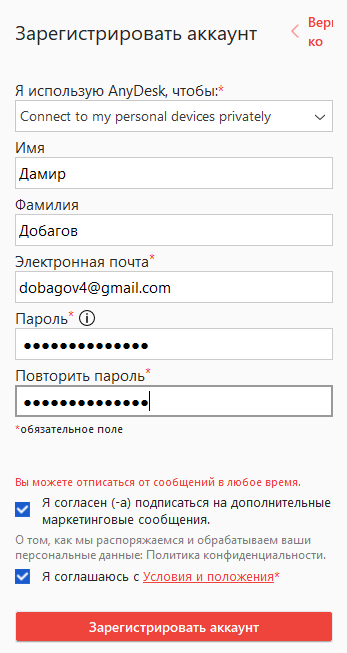 Зарегистрировать аккаунт
ко
Я использую AnyDesk, чтобы:*
Connect to my personal devices privately
Имя
Дамир
Фамилия
Добагов
Электронная почта*
dobagov4@gmail.com
Пароль*
●●●●●●●●●●●●●●
Повторить пароль*
●●●●●●●●●●●●●●
*обязательное поле
Вы можете отписаться от сообщений в любое время.
Я согласен (-а) подписаться на дополнительные
маркетинговые сообщения.
О том, как мы распоряжаемся и обрабатываем ваши
персональные данные: Политика конфиденциальности.
Я соглашаюсь с Условия и положения*
Зарегистрировать аккаунт